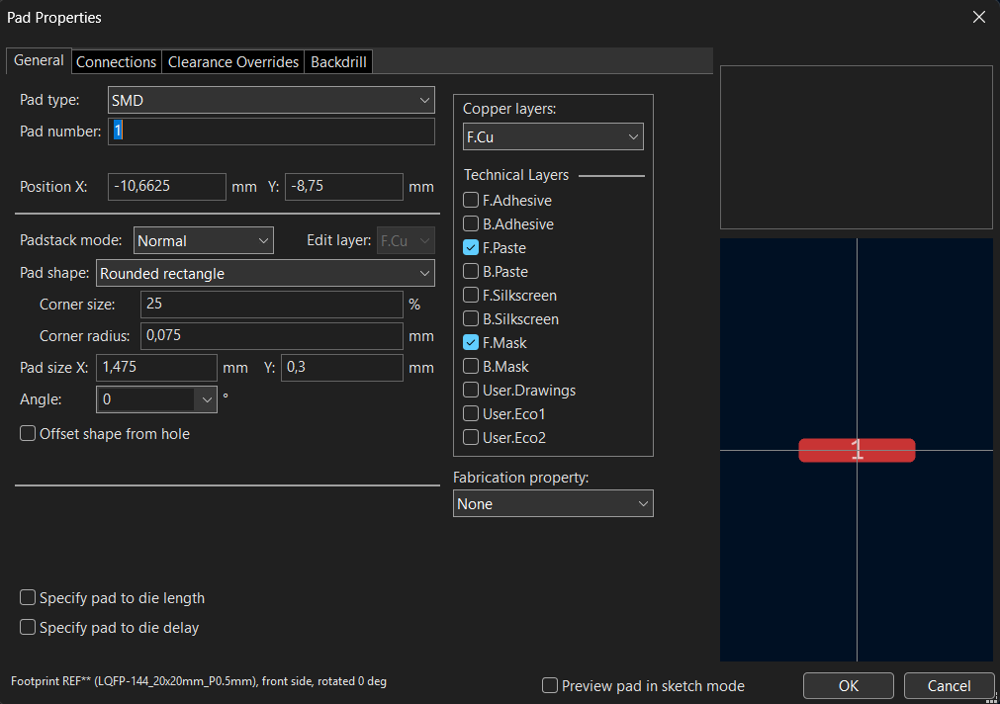 Pad Properties
General Connections Clearance Overrides Backdrill
Pad type: SMD
Pad number: 1
Position X: -10,6625 mm Y: -8,75 mm
Padstack mode: Normal Edit layer: F.Cu
Pad shape: Rounded rectangle
Corner size: 25 %
Corner radius: 0,075 mm
Pad size X: 1,475 mm Y: 0,3 mm
Angle: 0 °
Offset shape from hole
Specify pad to die length
Specify pad to die delay
Copper layers:
F.Cu
Technical Layers
F.Adhesive
B.Adhesive
F.Paste
B.Paste
F.Silkscreen
B.Silkscreen
F.Mask
B.Mask
User.Drawings
User.Eco1
User.Eco2
Fabrication property:
None
1
Footprint REF** (LQFP-144_20x20mm_P0.5mm), front side, rotated 0 deg
Preview pad in sketch mode OK Cancel